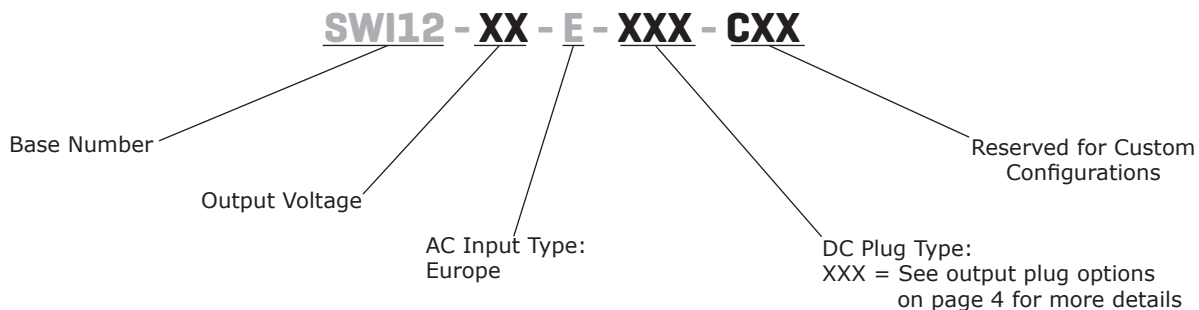 SWI12 - XX - E - XXX - CXX
Base Number
Output Voltage
AC Input Type:
Europe
DC Plug Type:
XXX = See output plug options
on page 4 for more details
Reserved for Custom
Configurations